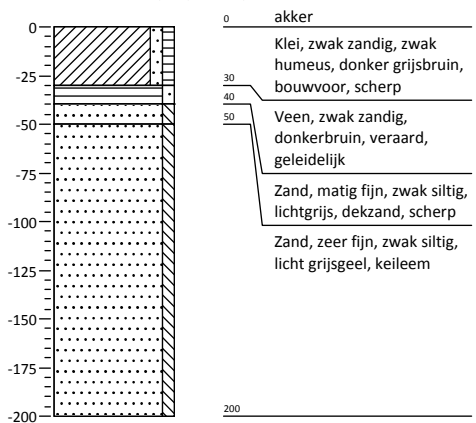 0
-25
-50
-75
-100
-125
-150
-175
-200
0 akker
Klei, zwak zandig, zwak
humeus, donker grijsbruin,
bouwvoor, scherp
30
Veen, zwak zandig,
donkerbruin, veraard,
geleidelijk
40
Zand, matig fijn, zwak siltig,
lichtgrijs, dekzand, scherp
50
Zand, zeer fijn, zwak siltig,
licht grijsgeel, keileem
200